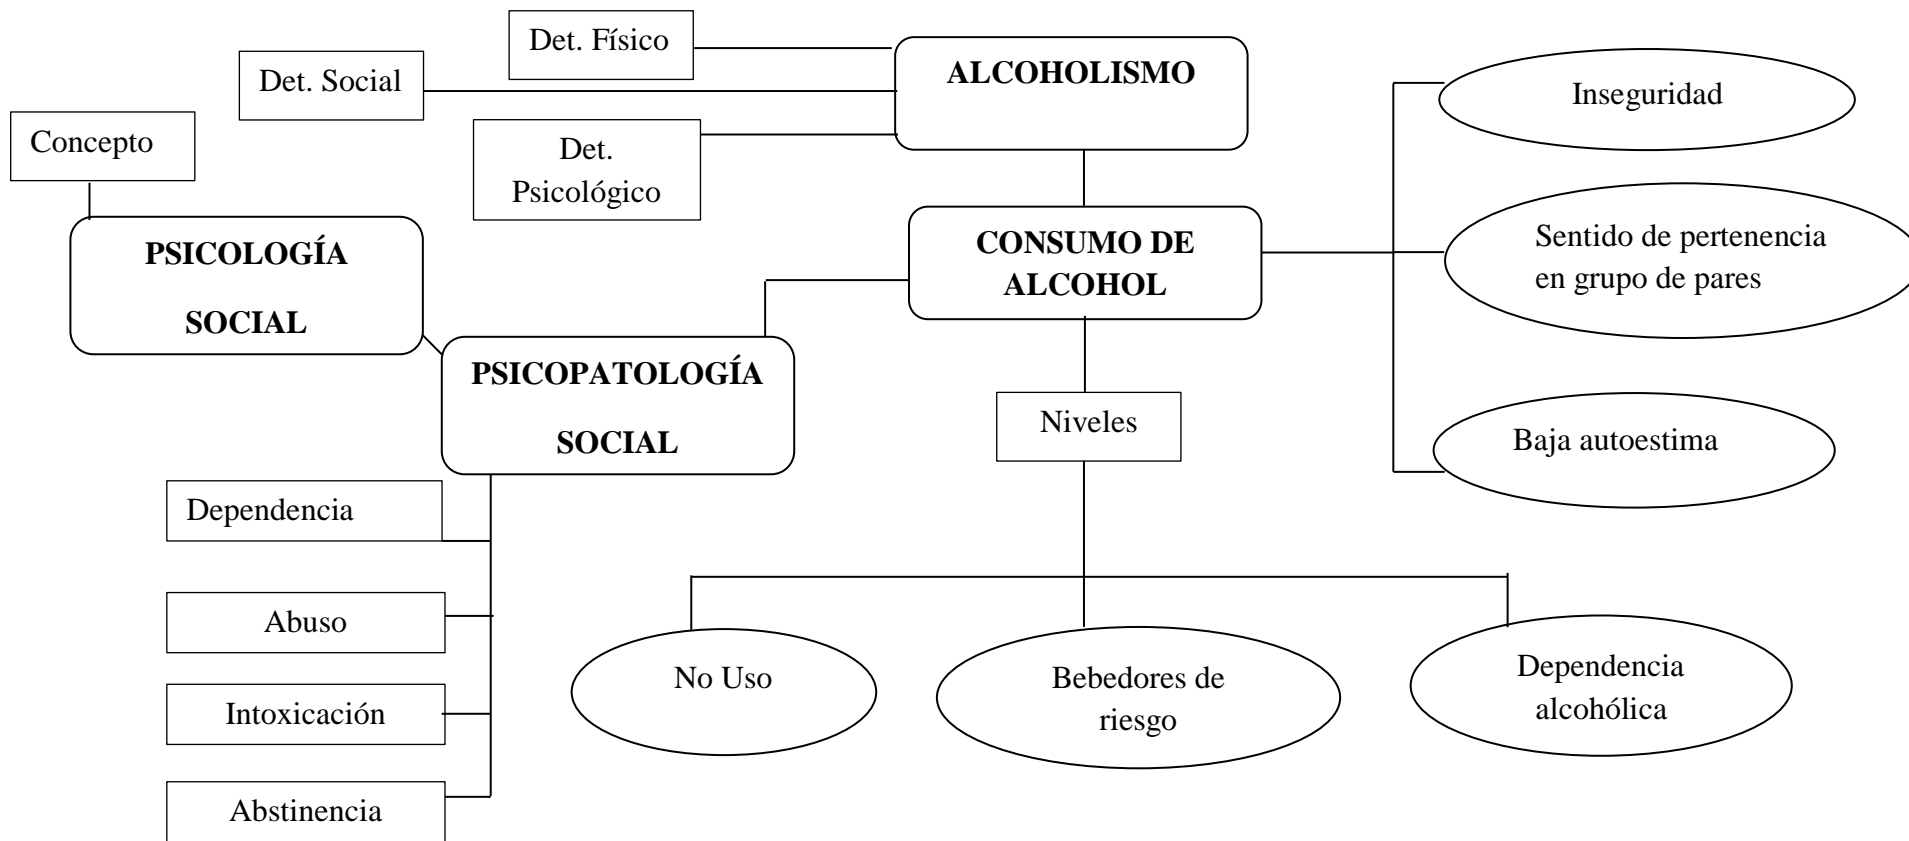 Det. Físico
ALCOHOLISMO
Det. Social
Inseguridad
Concepto
Det.
Psicológico
PSICOLOGÍA
SOCIAL
CONSUMO DE
ALCOHOL
Sentido de pertenencia
en grupo de pares
PSICOPATOLOGÍA
SOCIAL
Niveles
Baja autoestima
Dependencia
Abuso
Intoxicación
Abstinencia
No Uso
Bebedores de
riesgo
Dependencia
alcohólica